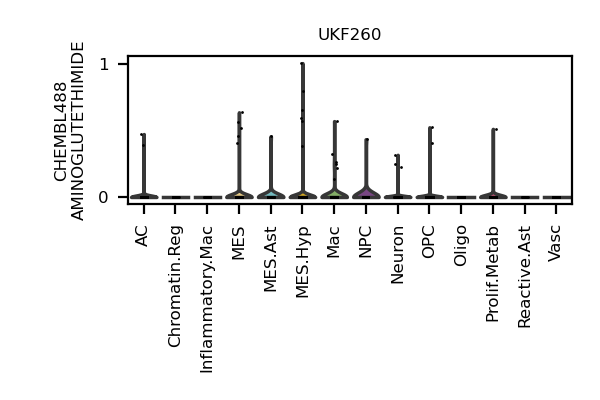 UKF260
CHEMBL488
AMINOGLUTETHIMIDE
1
0
AC
Chromatin.Reg
Inflammatory.Mac
MES
MES.Ast
MES.Hyp
Mac
NPC
Neuron
OPC
Oligo
Prolif.Metab
Reactive.Ast
Vasc